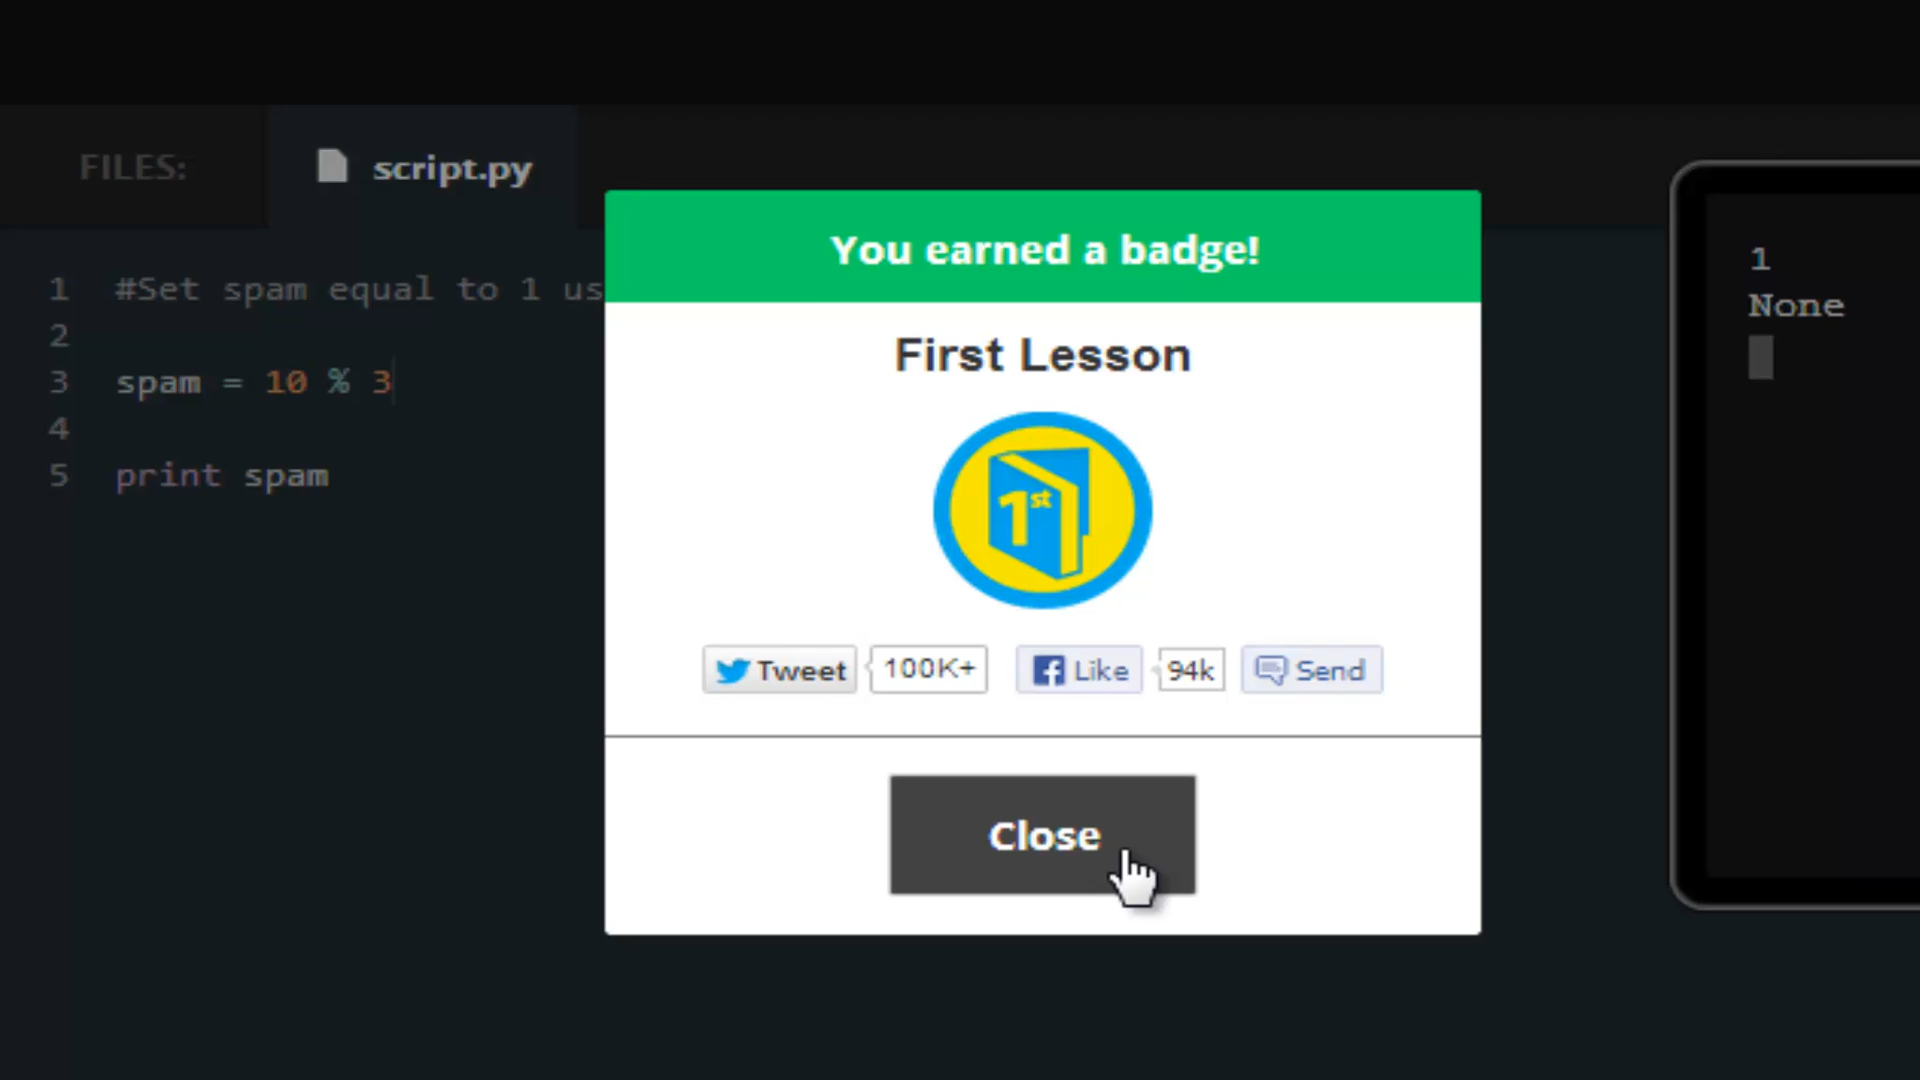 FILES:
script.py
1 #Set spam equal to 1 us
2
3 spam = 10 % 3
4
5 print spam
You earned a badge!
First Lesson
1st
Tweet 100K+ Like 94k Send
Close
1
None